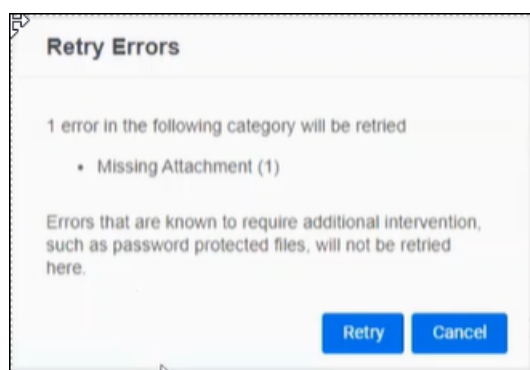 Retry Errors
1 error in the following category will be retried
• Missing Attachment (1)
Errors that are known to require additional intervention,
such as password protected files, will not be retried
here.
Retry Cancel